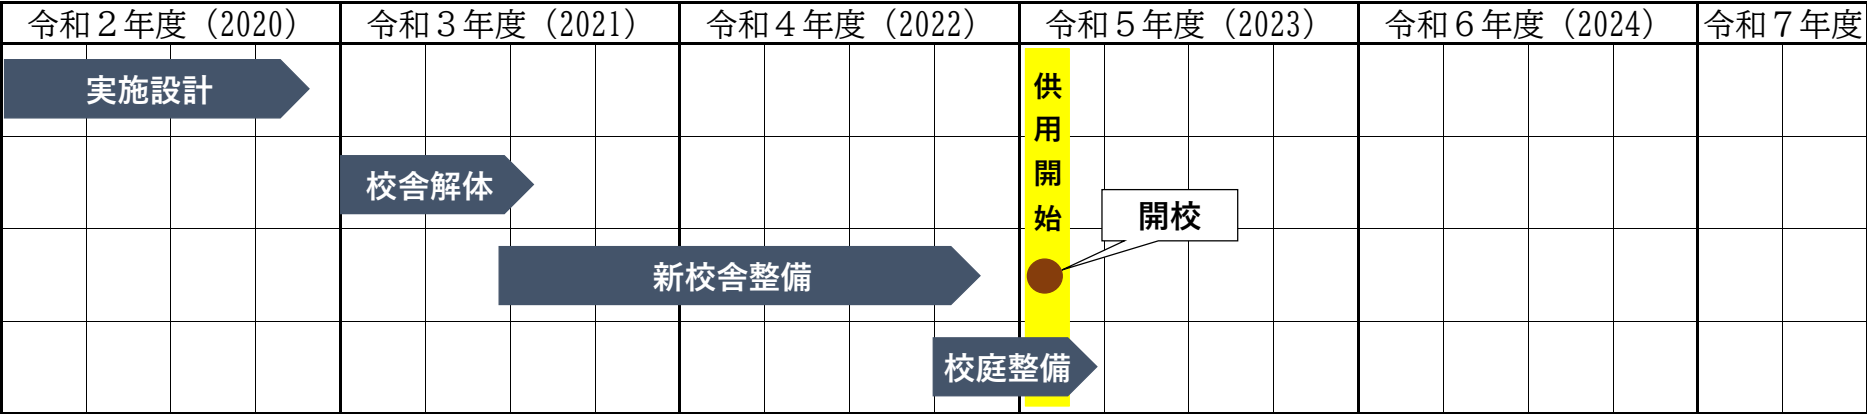 令和２年度（2020）
令和３年度（2021）
令和４年度（2022）
令和５年度（2023）
令和６年度（2024）
令和７年度
実施設計
供用開始
校舎解体
開校
新校舎整備
校庭整備